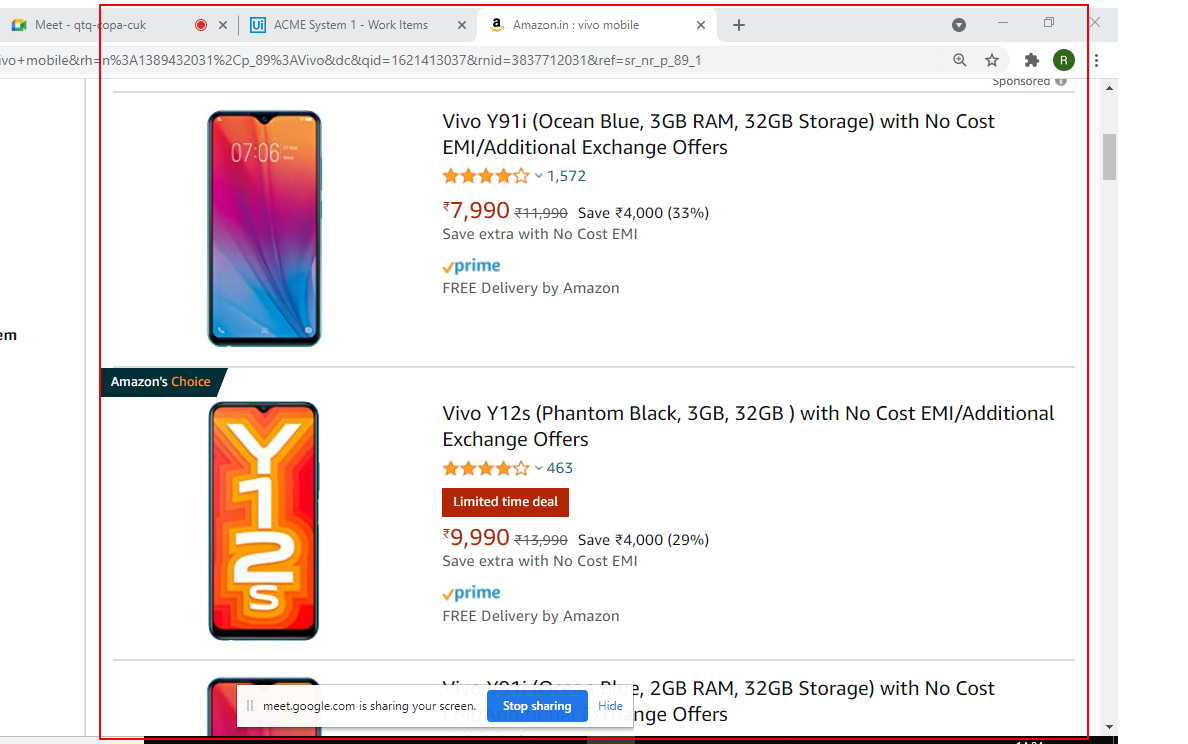 Meet - qtq-copa-cuk
Ui ACME System 1 - Work Items
a Amazon.in : vivo mobile
ivo+mobile&rh=n%3A1389432031%2Cp_89%3AVivo&dc&qid=1621413037&rnid=3837712031&ref=sr_nr_p_89_1
R
Sponsored
07:06
Vivo Y91i (Ocean Blue, 3GB RAM, 32GB Storage) with No Cost
EMI/Additional Exchange Offers
1,572
₹7,990 ₹11,990 Save ₹4,000 (33%)
Save extra with No Cost EMI
prime
FREE Delivery by Amazon
em
Amazon's Choice
Y12s
Vivo Y12s (Phantom Black, 3GB, 32GB ) with No Cost EMI/Additional
Exchange Offers
463
Limited time deal
₹9,990 ₹13,990 Save ₹4,000 (29%)
Save extra with No Cost EMI
prime
FREE Delivery by Amazon
Vivo Y91i (Ocean Blue, 2GB RAM, 32GB Storage) with No Cost
EMI/Additional Exchange Offers
meet.google.com is sharing your screen. Stop sharing Hide